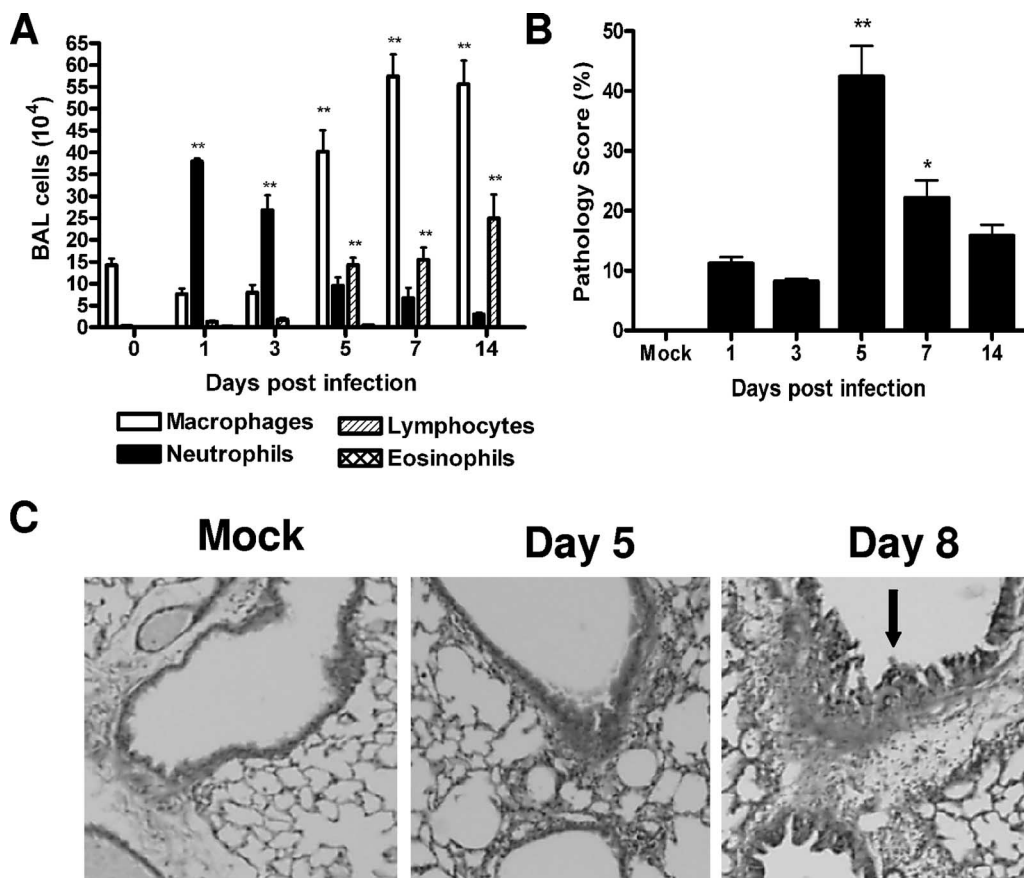 A
BAL cells (10⁴)
65
60
55
50
45
40
35
30
25
20
15
10
5
0
**
**
**
**
**
**
**
**
0 1 3 5 7 14
Days post infection
Macrophages
Lymphocytes
Neutrophils
Eosinophils
B
Pathology Score (%)
50
40
30
20
10
0
**
*
Mock 1 3 5 7 14
Days post infection
C
Mock
Day 5
Day 8